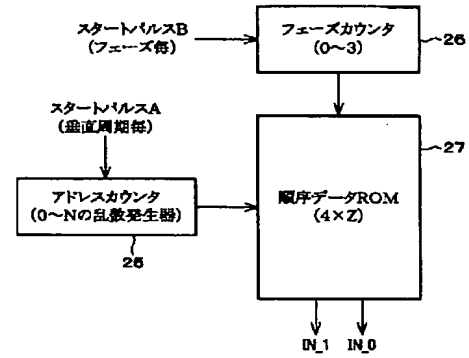 スタートパルスB
(フェーズ毎)
フェーズカウンタ
(0～3)
26
スタートパルスA
(垂直周期毎)
27
アドレスカウンタ
(0～Nの乱数発生器)
25
順序データROM
(4×Z)
IN_1 IN_0